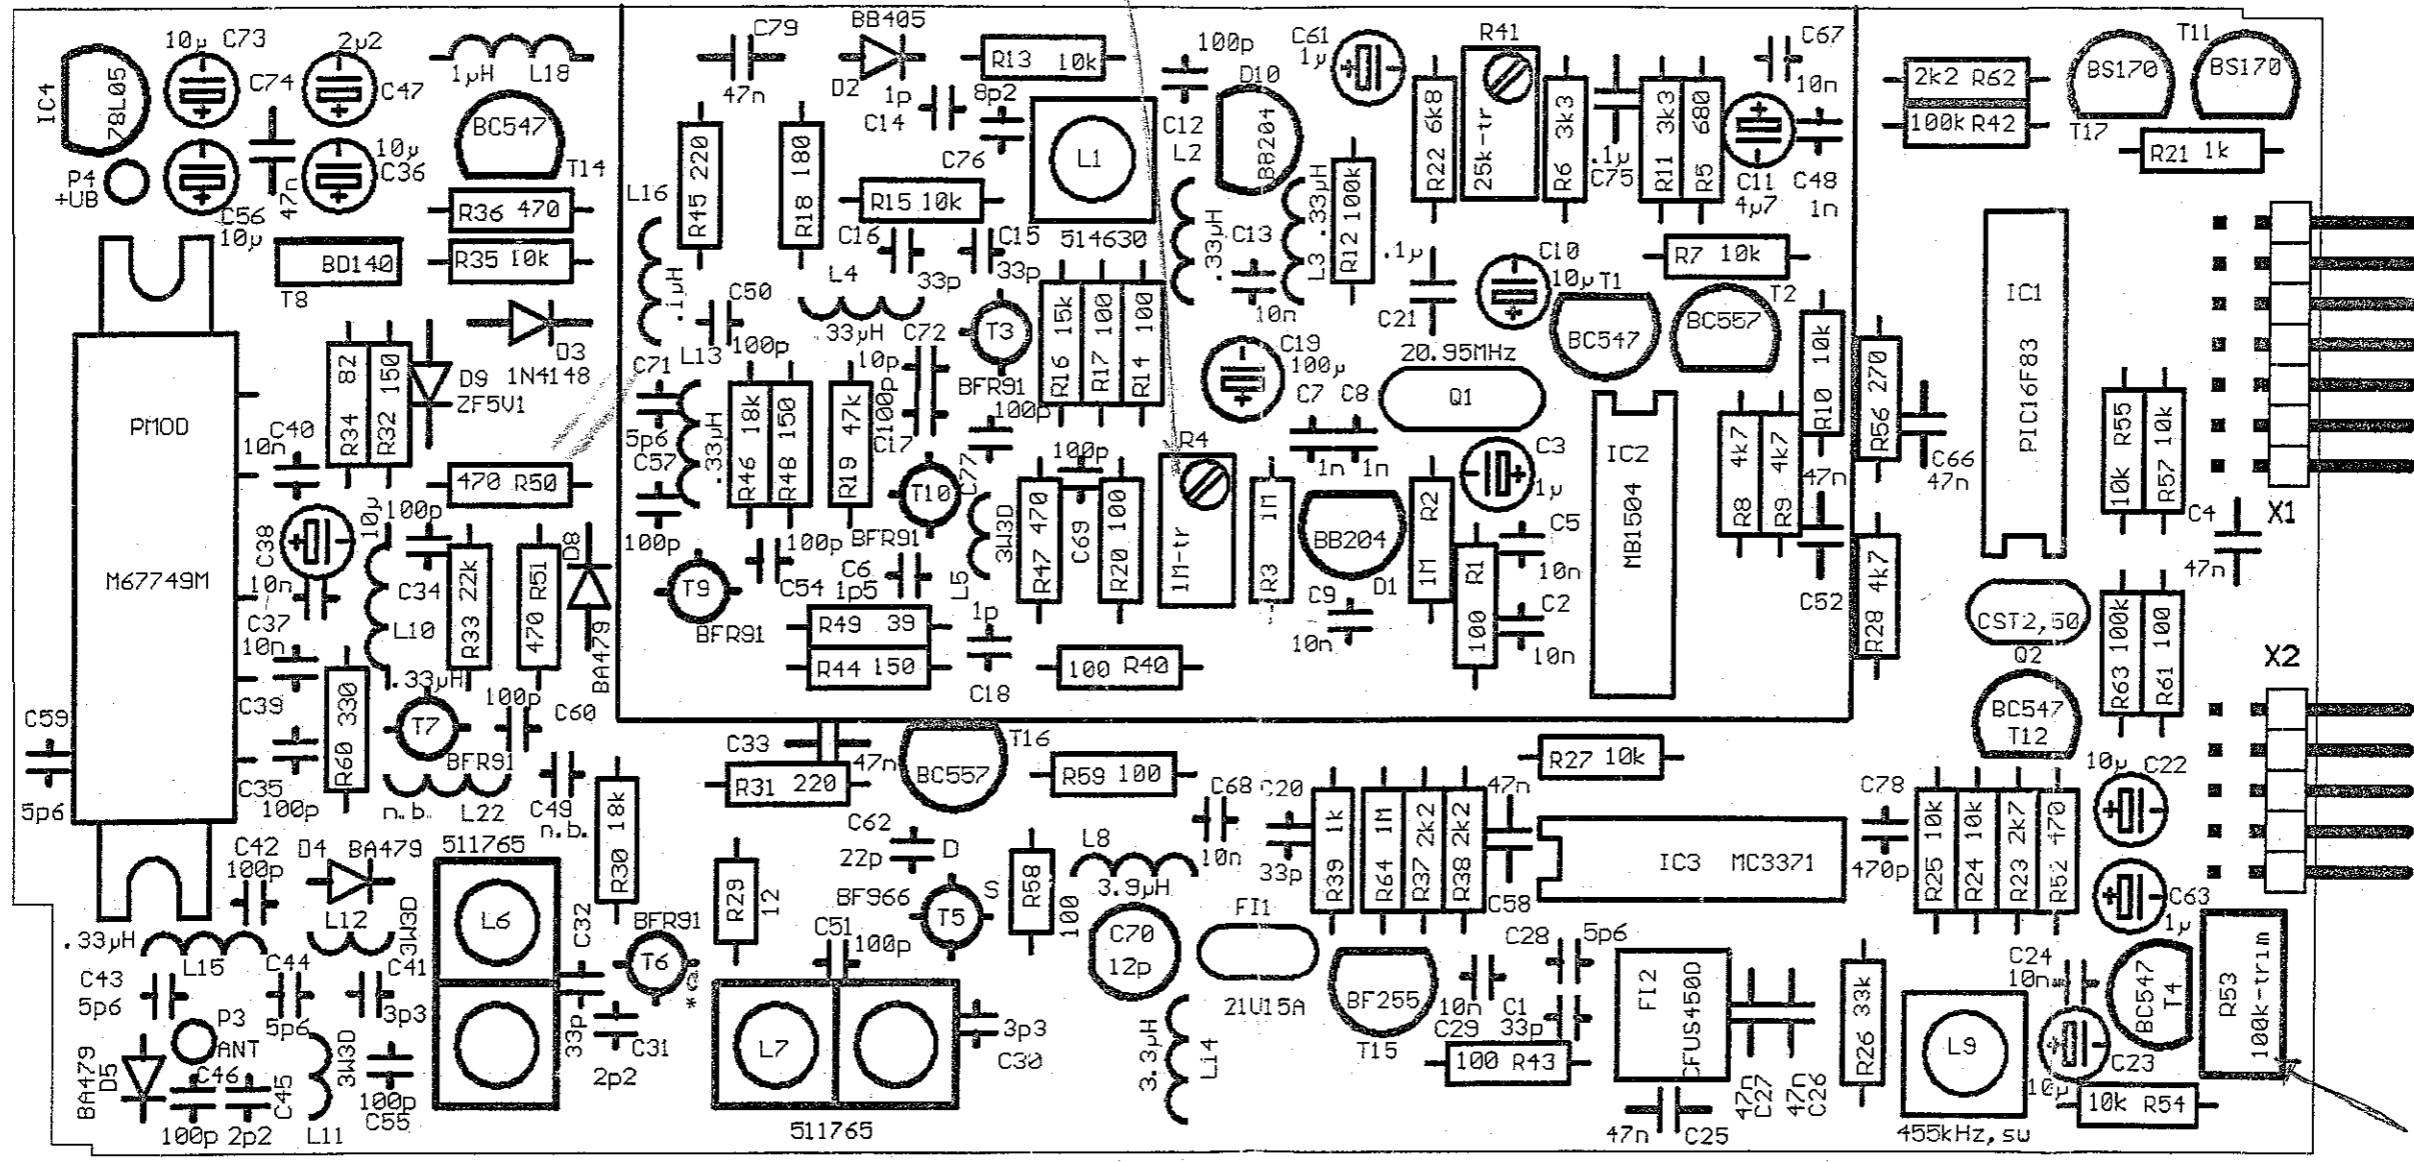 IC4
78L05
10µ
C73
2µ2
C74
C47
1µH
L18
BC547
T14
P4
+UB
10µ
C36
C56
10µ
47n
R36 470
R35 10k
BD140
T8
D3
1N4148
D9
ZF5V1
R34 82
R32 150
PMOD
M67749M
C40
10n
470 R50
C38
10µ
100p
C34
10n
C37
10n
C39
L10
.33µH
R33 22k
470 R51
D8
BA479
R60 330
T7
BFR91
100p
C60
C59
5p6
C35
100p
n.b.
L22
C49
n.b.
C42
100p
D4
BA479
511765
R30 18k
L6
L12
3W3D
.33µH
L15
C43
5p6
C44
5p6
C41
3p3
C32
33p
BFR91
T6
*@
C31
2p2
P3
ANT
BA479
D5
C46
100p
C45
2p2
3W3D
L11
100p
C55
C79
47n
BB405
D2
R13 10k
1p
C14
8p2
C76
L1
514630
R45 220
R18 180
R15 10k
L16
.1µH
C16
33p
C15
33p
L4
.33µH
C50
100p
L13
C71
5p6
.33µH
C57
100p
C72
10p
100p
C17
T3
BFR91
R16 15k
R17 100
R14 100
R46 18k
R48 150
R19 47k
T10
BFR91
100p
C77
100p
C69
R47 470
R20 100
3W3D
L5
T9
BFR91
100p
C54
C6
1p5
R49 39
R44 150
1p
C18
100 R40
100p
C12
L2
.33µH
D10
BB204
C61
1µ
R41
25k-tr
R22 6k8
R6 3k3
.1µ
C75
R11 3k3
R5 680
C67
10n
C11
4µ7
C48
1n
.33µH
L3
R12 100k
C13
10n
.1µ
C21
C10
10µ
T1
BC547
T2
BC557
R7 10k
C19
100µ
20.95MHz
Q1
C7
1n
C8
1n
R4
1M-tr
R3 1M
BB204
D1
C9
10n
1M R2
C3
1µ
C5
10n
100 R1
C2
10n
IC2
MB1504
R8 4k7
R9 4k7
R10 10k
R56 270
47n
C52
R28 4k7
C66
47n
2k2 R62
100k R42
T11
BS170
BS170
T17
R21 1k
IC1
PIC16F83
10k R55
R57 10k
X1
C4
47n
CST2,50
Q2
R63 100k
R61 100
X2
BC547
T12
C33
47n
R31 220
BC557
T16
R59 100
C62
22p
D
S
BF966
T5
R29 12
C51
100p
L7
511765
3p3
C30
R58
100
L8
3.9µH
C68
10n
C20
33p
R39 1k
R64 1M
R37 2k2
R38 2k2
47n
C58
R27 10k
IC3
MC3371
C70
12p
FI1
21U15A
3.3µH
L14
BF255
T15
10n
C29
C28
5p6
C1
33p
100 R43
FI2
CFUS450D
47n
C27
47n
C26
47n
C25
R26 33k
C78
470p
R25 10k
R24 10k
R23 2k7
R52 470
10µ
C22
C63
1µ
C24
10n
BC547
T4
R53
100k-trim
L9
455kHz,sw
10µ
C23
10k R54